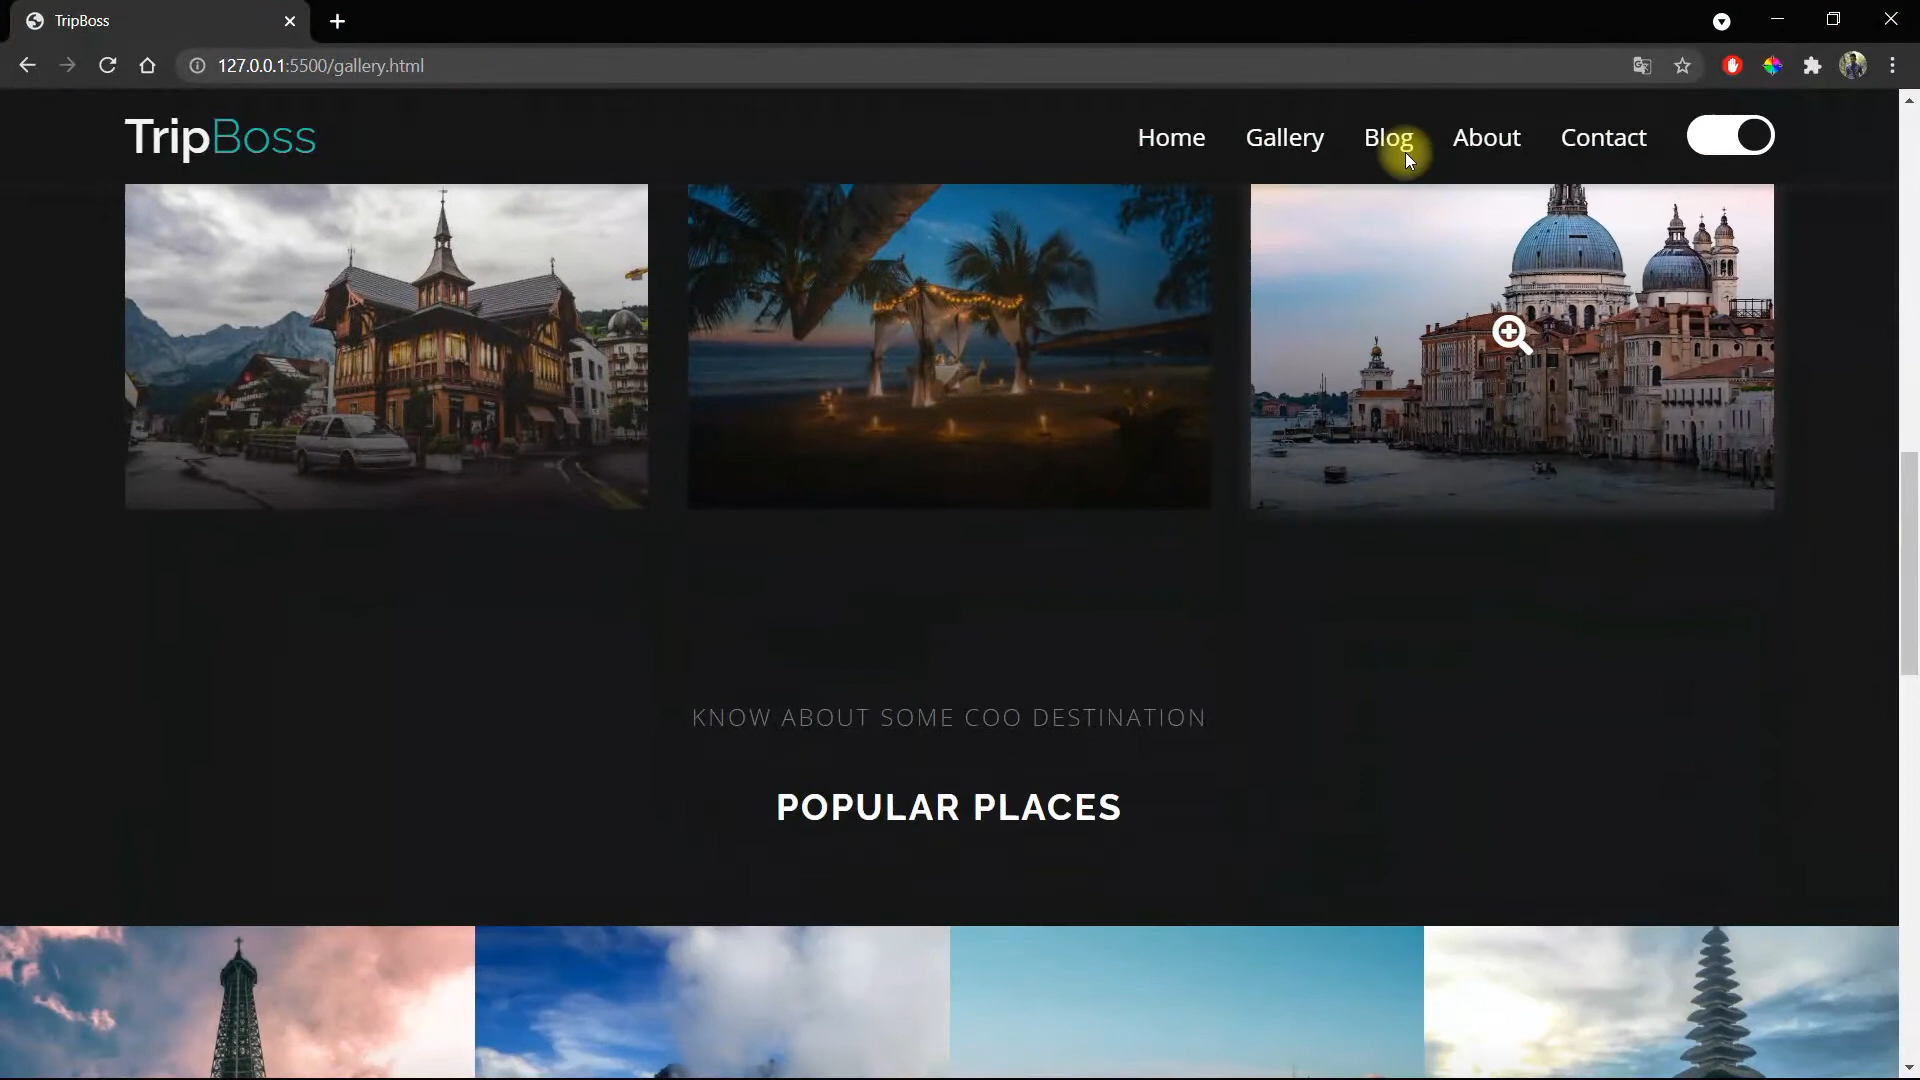 TripBoss
127.0.0.1:5500/gallery.html
TripBoss
Home Gallery Blog About Contact
KNOW ABOUT SOME COO DESTINATION
POPULAR PLACES